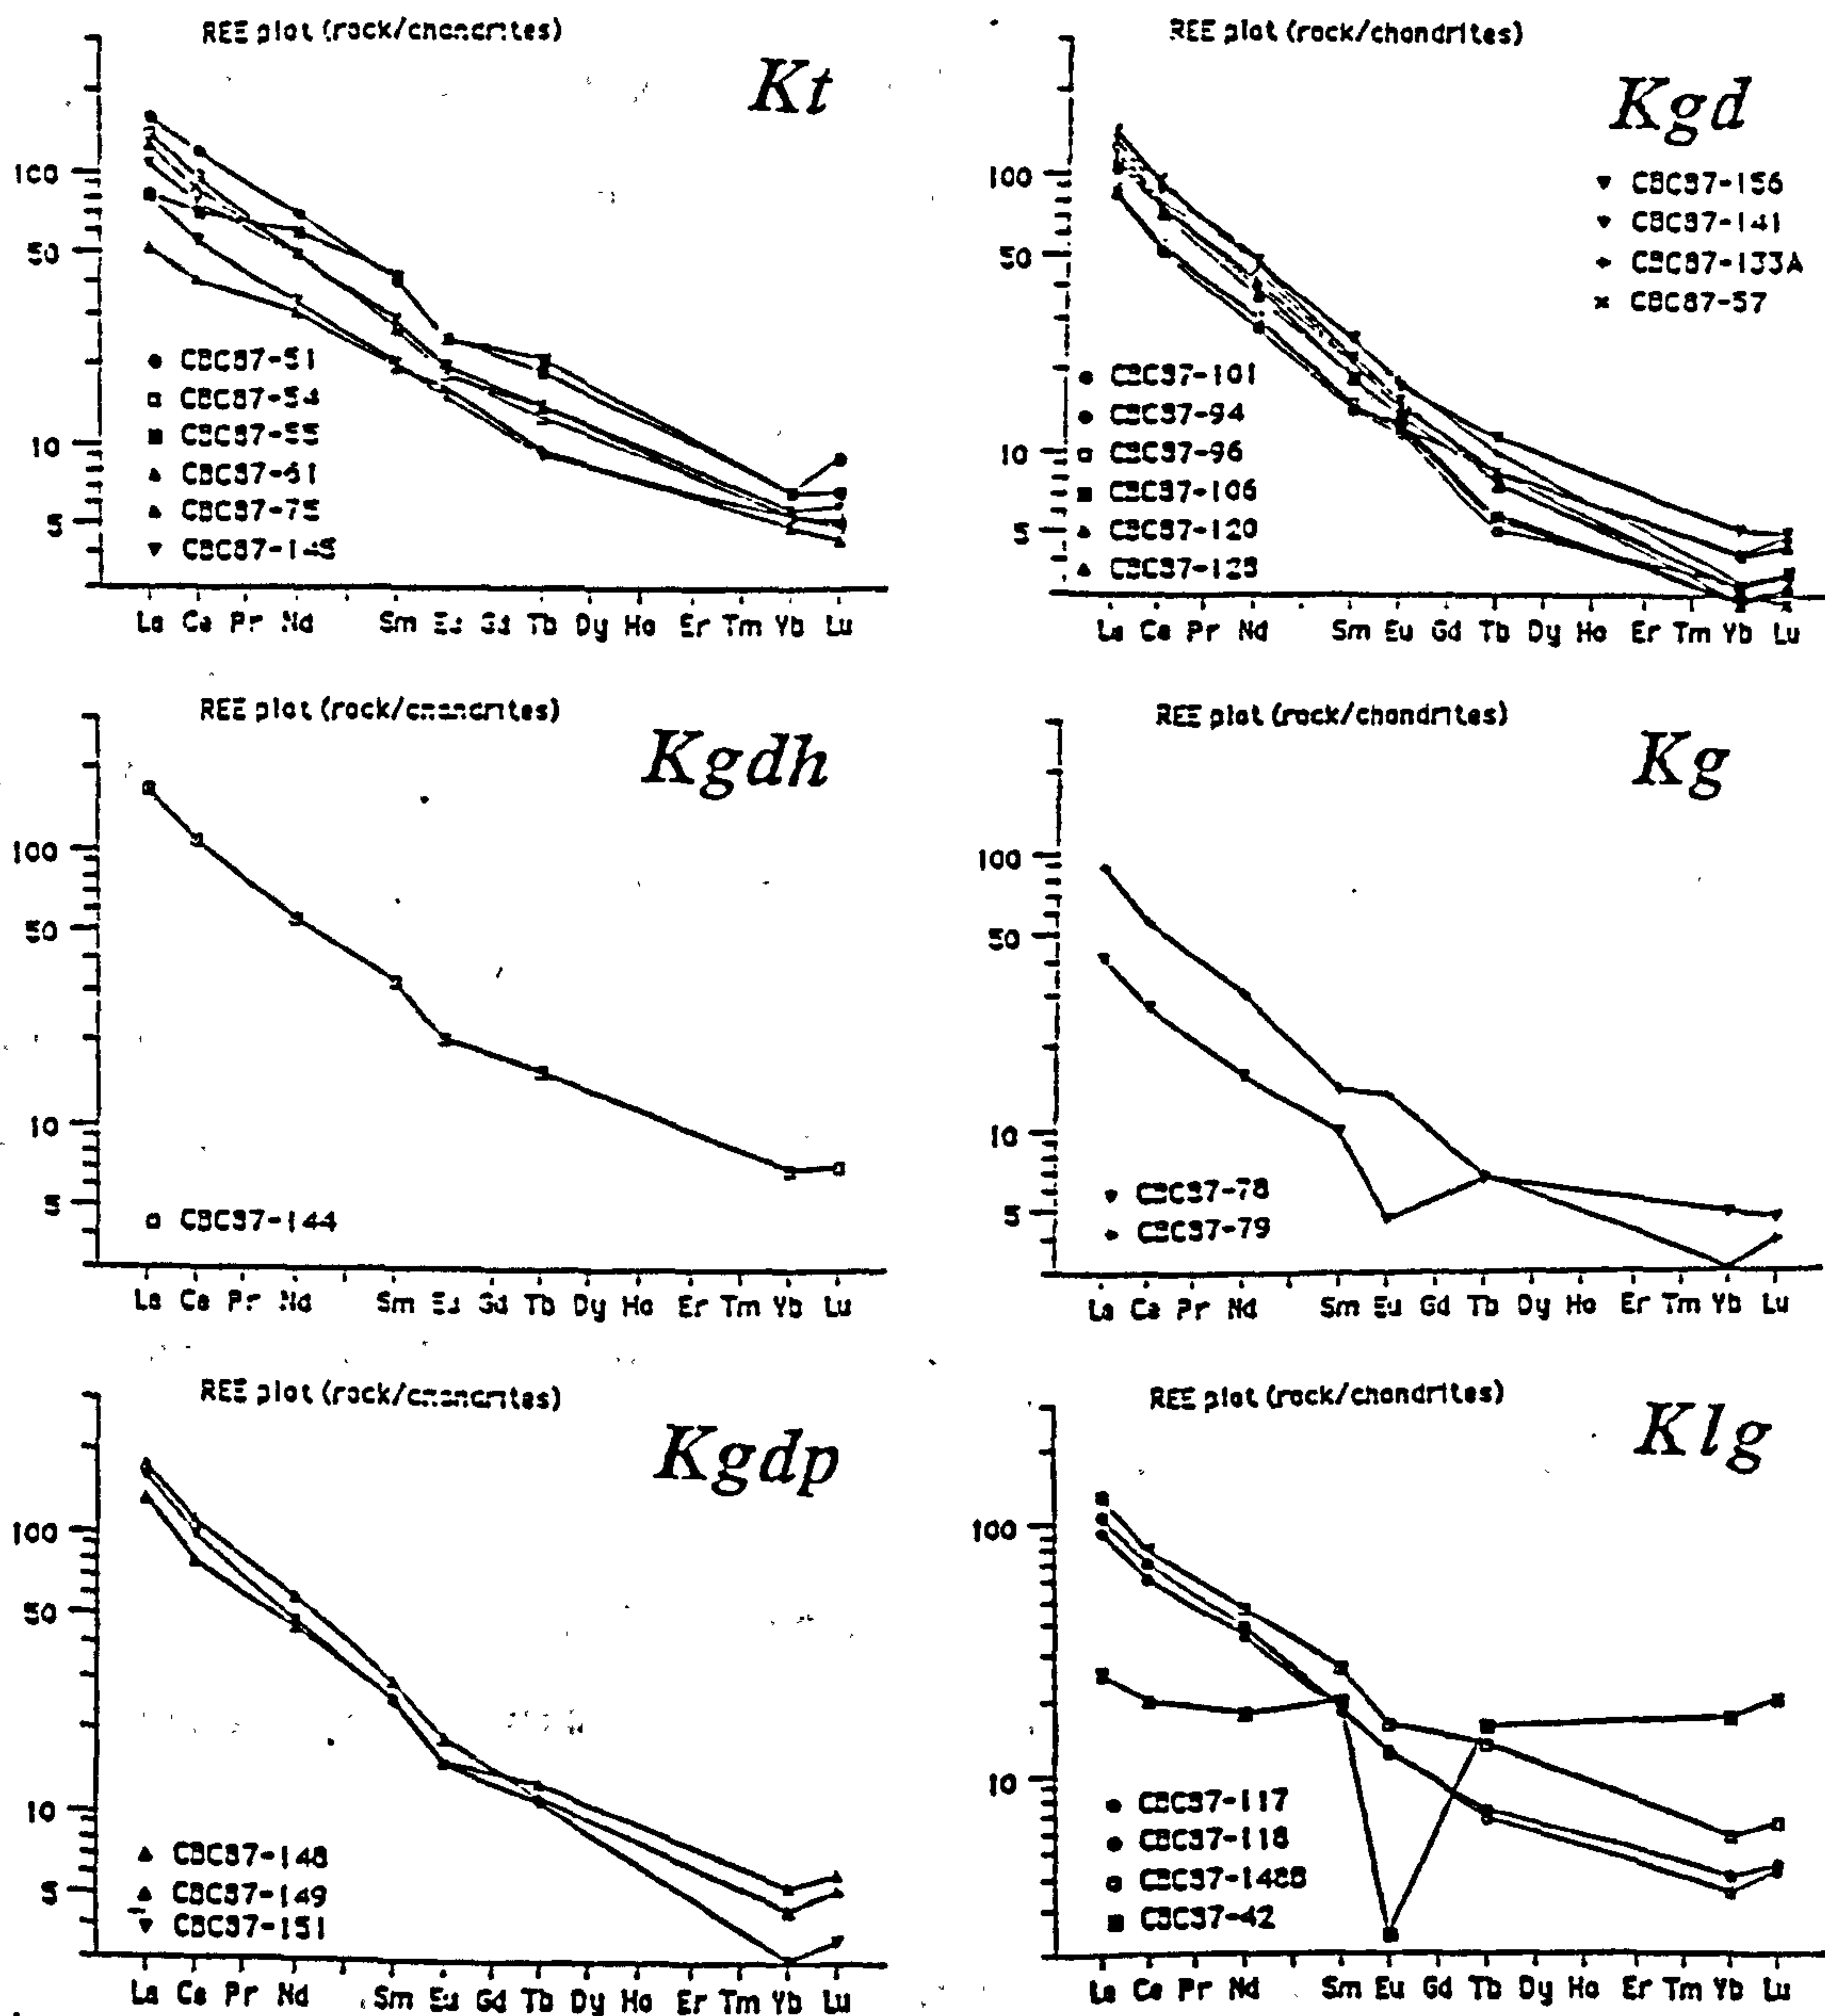 REE plot (rock/chondrites)
Kt
100
50
10
5
CBC87-51
CBC87-54
CBC87-55
CBC87-61
CBC87-75
CBC87-145
La Ce Pr Nd Sm Eu Gd Tb Dy Ho Er Tm Yb Lu
REE plot (rock/chondrites)
Kgd
CBC87-156
CBC87-141
CBC87-133A
CBC87-57
100
50
10
5
CBC87-101
CBC87-94
CBC87-96
CBC87-106
CBC87-120
La Ce Pr Nd Sm Eu Gd Tb Dy Ho Er Tm Yb Lu
REE plot (rock/chondrites)
Kgdh
100
50
10
5
CBC87-144
La Ce Pr Nd Sm Eu Gd Tb Dy Ho Er Tm Yb Lu
REE plot (rock/chondrites)
Kg
100
50
10
5
CBC87-78
CBC87-79
La Ce Pr Nd Sm Eu Gd Tb Dy Ho Er Tm Yb Lu
REE plot (rock/chondrites)
Kgdp
100
50
10
5
CBC87-148
CBC87-149
CBC87-151
La Ce Pr Nd Sm Eu Gd Tb Dy Ho Er Tm Yb Lu
REE plot (rock/chondrites)
Klg
100
10
CBC87-117
CBC87-118
CBC87-148B
CBC87-42
La Ce Pr Nd Sm Eu Gd Tb Dy Ho Er Tm Yb Lu